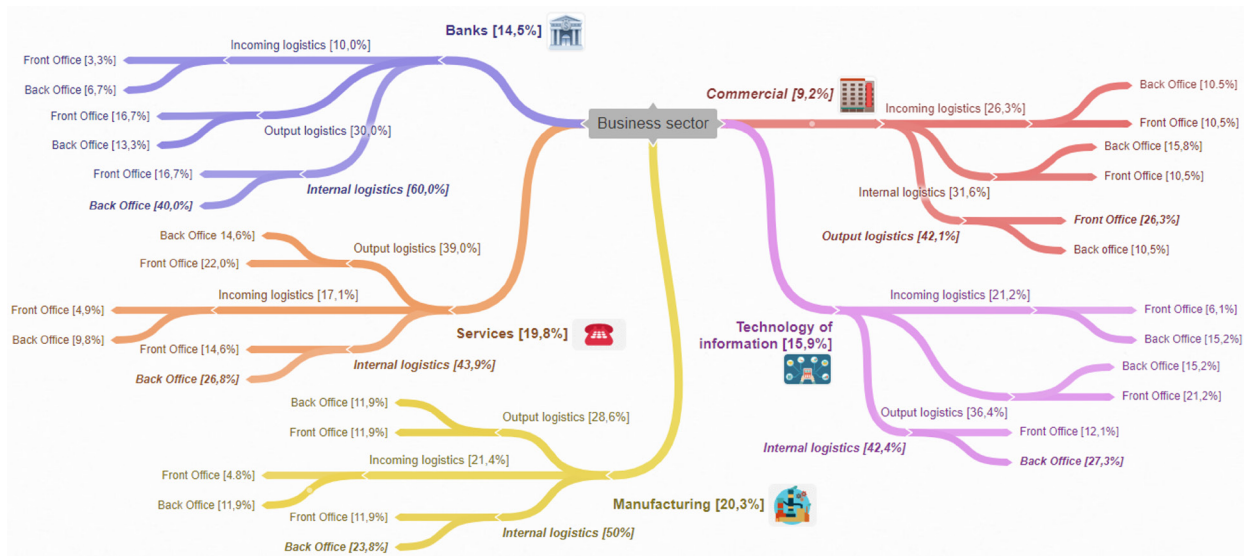 Business sector
Banks [14,5%]
Incoming logistics [10,0%]
Front Office [3,3%]
Back Office [6,7%]
Front Office [16,7%]
Output logistics [30,0%]
Back Office [13,3%]
Front Office [16,7%]
Internal logistics [60,0%]
Back Office [40,0%]
Back Office 14,6%]
Output logistics [39,0%]
Front Office [22,0%]
Incoming logistics [17,1%]
Front Office [4,9%]
Services [19,8%]
Back Office [9,8%]
Front Office [14,6%]
Internal logistics [43,9%]
Back Office [26,8%]
Back Office [11,9%]
Output logistics [28,6%]
Front Office [11,9%]
Incoming logistics [21,4%]
Front Office [4.8%]
Back Office [11,9%]
Manufacturing [20,3%]
Front Office [11,9%]
Internal logistics [50%]
Back Office [23,8%]
Commercial [9,2%]
Back Office [10.5%]
Incoming logistics [26,3%]
Front Office [10,5%]
Back Office [15,8%]
Front Office [10,5%]
Internal logistics [31,6%]
Front Office [26,3%]
Output logistics [42,1%]
Back office [10,5%]
Incoming logistics [21,2%]
Front Office [6,1%]
Technology of
information [15,9%]
Back Office [15,2%]
Back Office [15,2%]
Front Office [21,2%]
Output logistics [36,4%]
Front Office [12,1%]
Internal logistics [42,4%]
Back Office [27,3%]